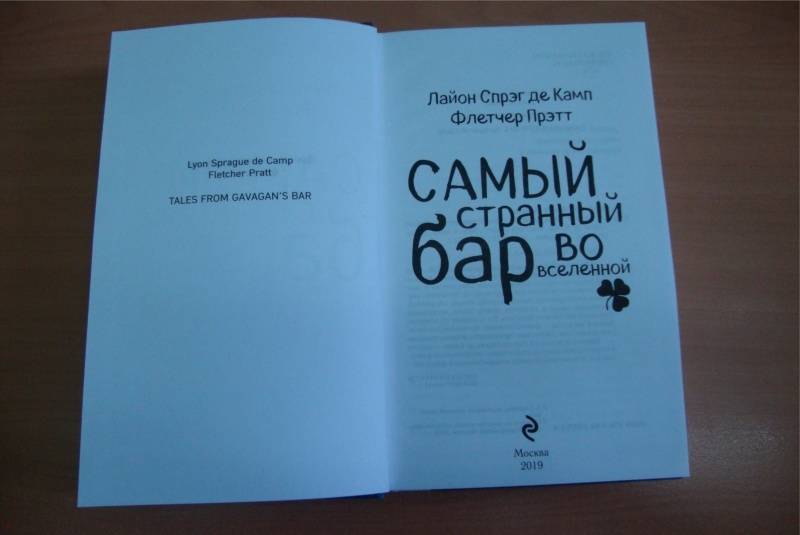 Lyon Sprague de Camp
Fletcher Pratt
TALES FROM GAVAGAN'S BAR
Лайон Спрэг де Камп
Флетчер Прэтт
САМЫЙ
странный
бар во
вселенной
Москва
2019